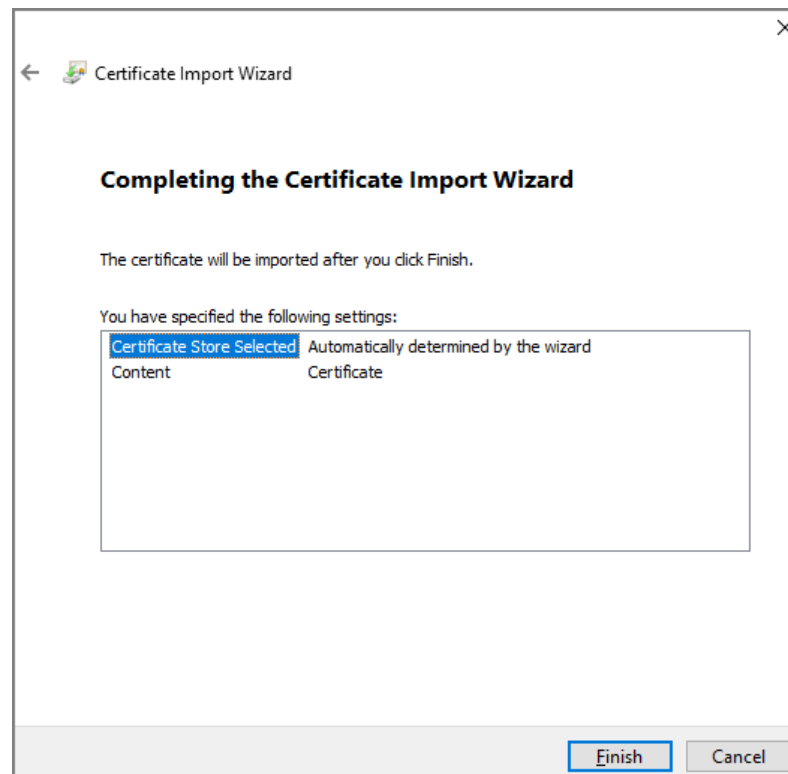 Certificate Import Wizard
Completing the Certificate Import Wizard
The certificate will be imported after you click Finish.
You have specified the following settings:
Certificate Store Selected Automatically determined by the wizard
Content Certificate
Finish Cancel